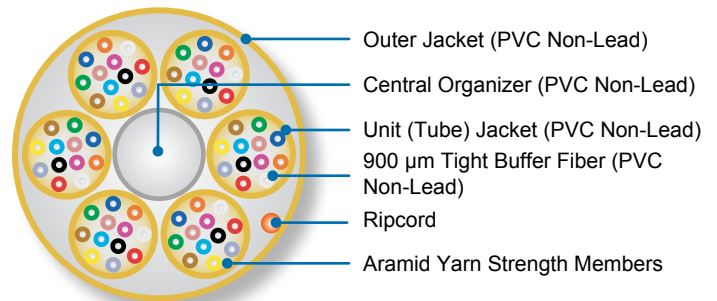 Outer Jacket (PVC Non-Lead)
Central Organizer (PVC Non-Lead)
Unit (Tube) Jacket (PVC Non-Lead)
900 µm Tight Buffer Fiber (PVC
Non-Lead)
Ripcord
Aramid Yarn Strength Members